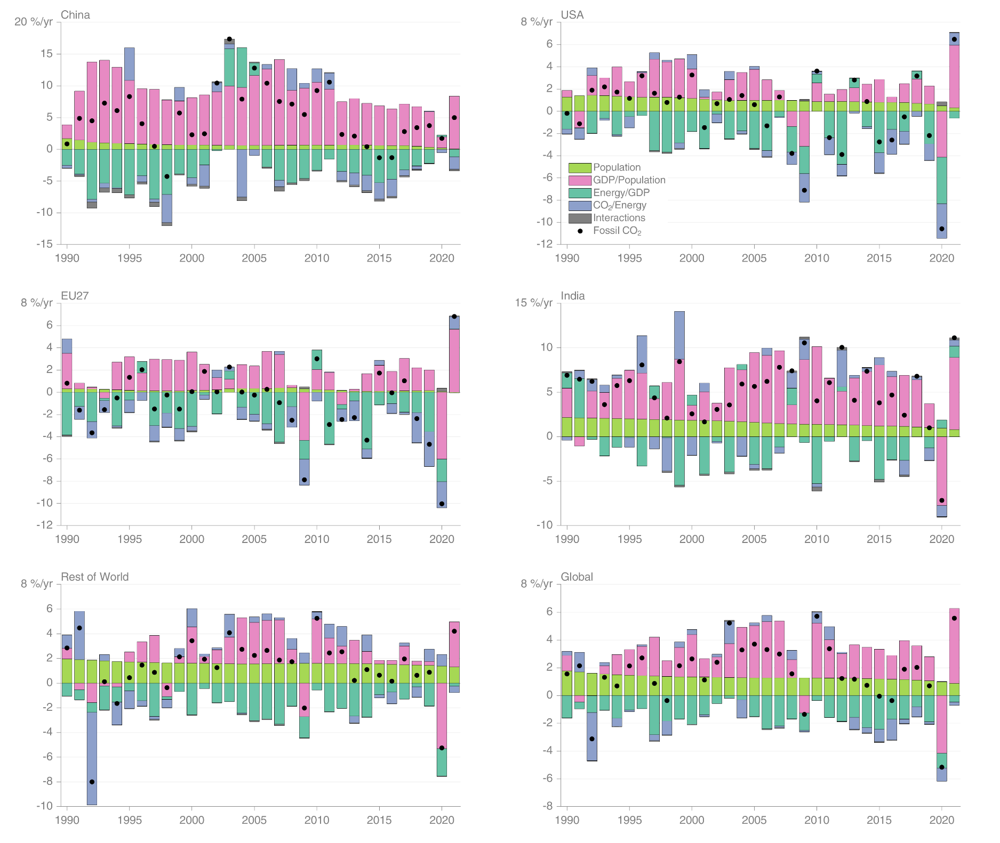 China
20 %/yr
15
10
5
0
-5
-10
-15
1990 1995 2000 2005 2010 2015 2020
USA
8 %/yr
6
4
2
0
-2
-4
-6
-8
-10
-12
Population
GDP/Population
Energy/GDP
CO₂/Energy
Interactions
Fossil CO₂
1990 1995 2000 2005 2010 2015 2020
EU27
8 %/yr
6
4
2
0
-2
-4
-6
-8
-10
-12
1990 1995 2000 2005 2010 2015 2020
India
15 %/yr
10
5
0
-5
-10
1990 1995 2000 2005 2010 2015 2020
Rest of World
8 %/yr
6
4
2
0
-2
-4
-6
-8
-10
1990 1995 2000 2005 2010 2015 2020
Global
8 %/yr
6
4
2
0
-2
-4
-6
-8
1990 1995 2000 2005 2010 2015 2020